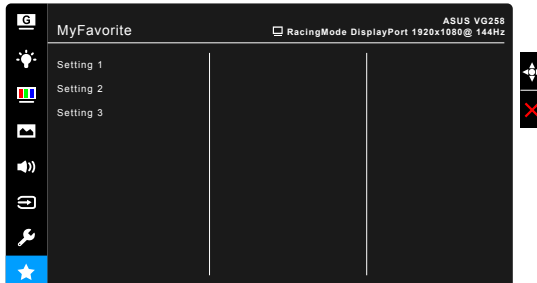 G
MyFavorite
ASUS VG258
RacingMode DisplayPort 1920x1080@ 144Hz
Setting 1
Setting 2
Setting 3